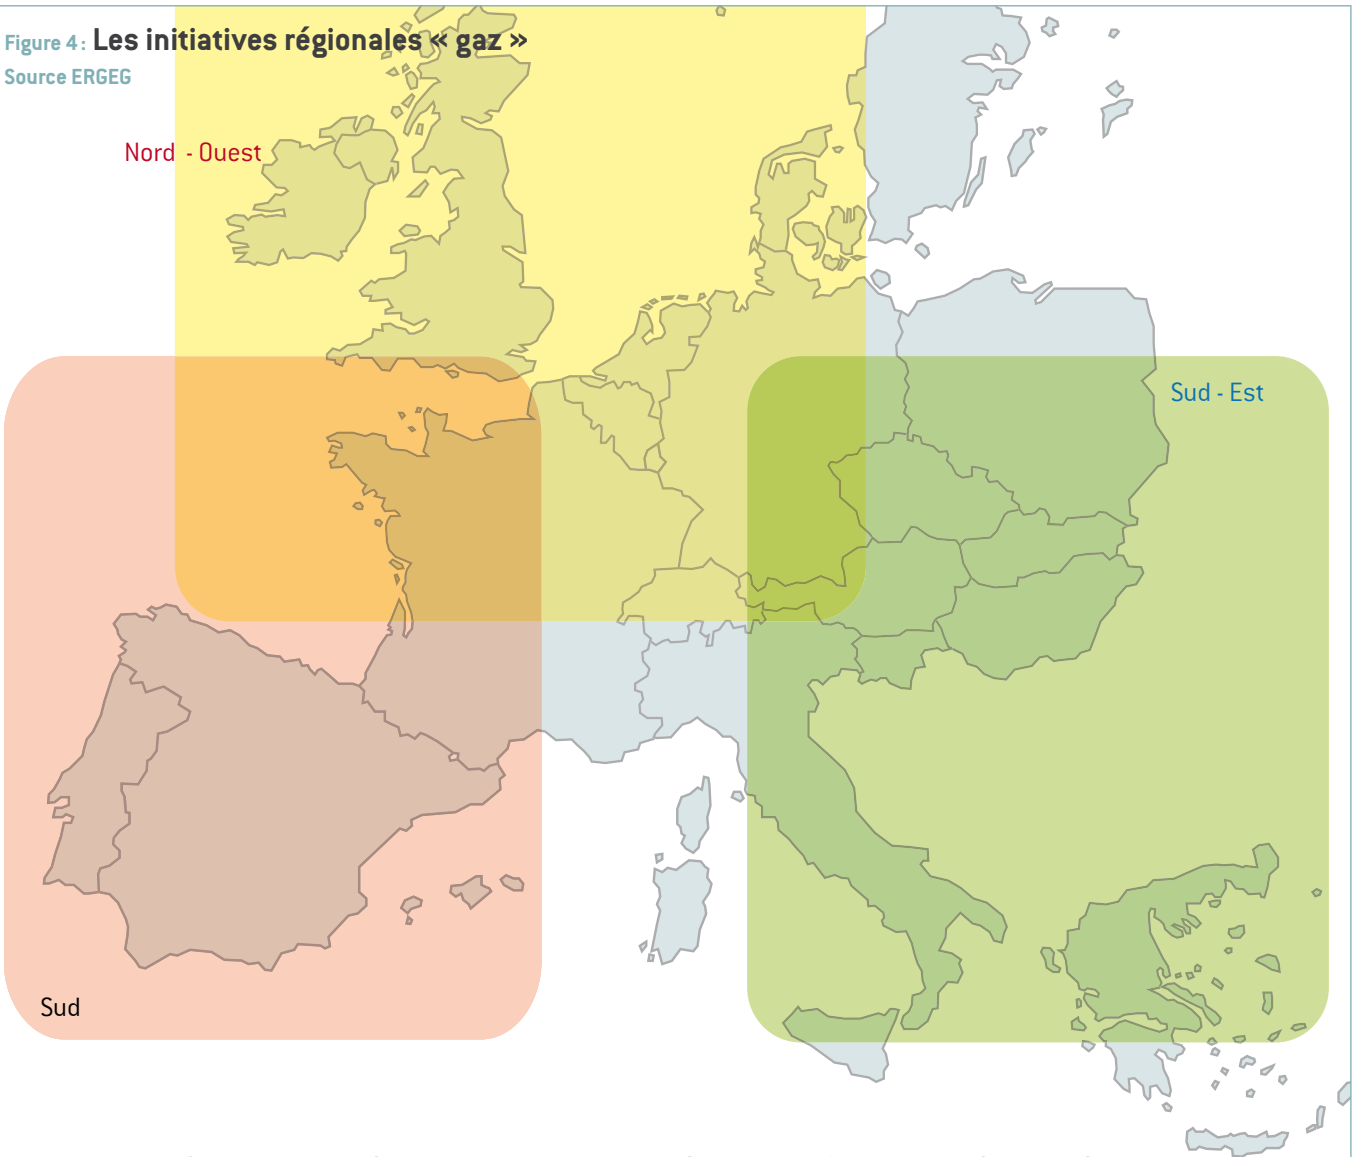 Figure 4 : Les initiatives régionales « gaz »
Source ERGEG
Nord - Ouest
Sud - Est
Sud